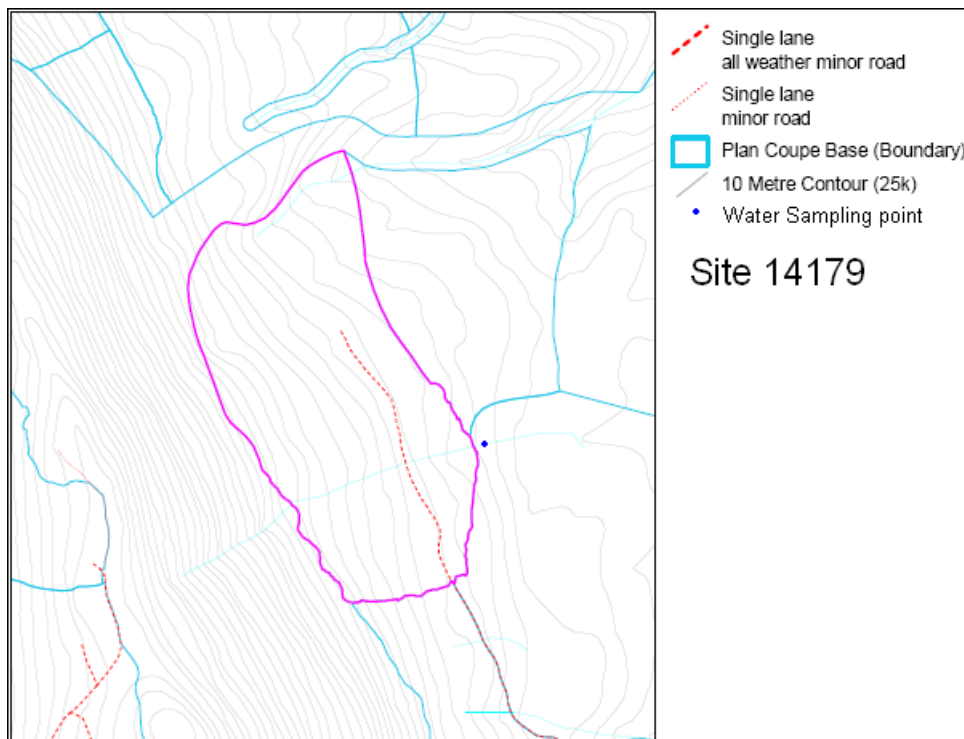 Single lane
all weather minor road
Single lane
minor road
Plan Coupe Base (Boundary)
10 Metre Contour (25k)
Water Sampling point
Site 14179